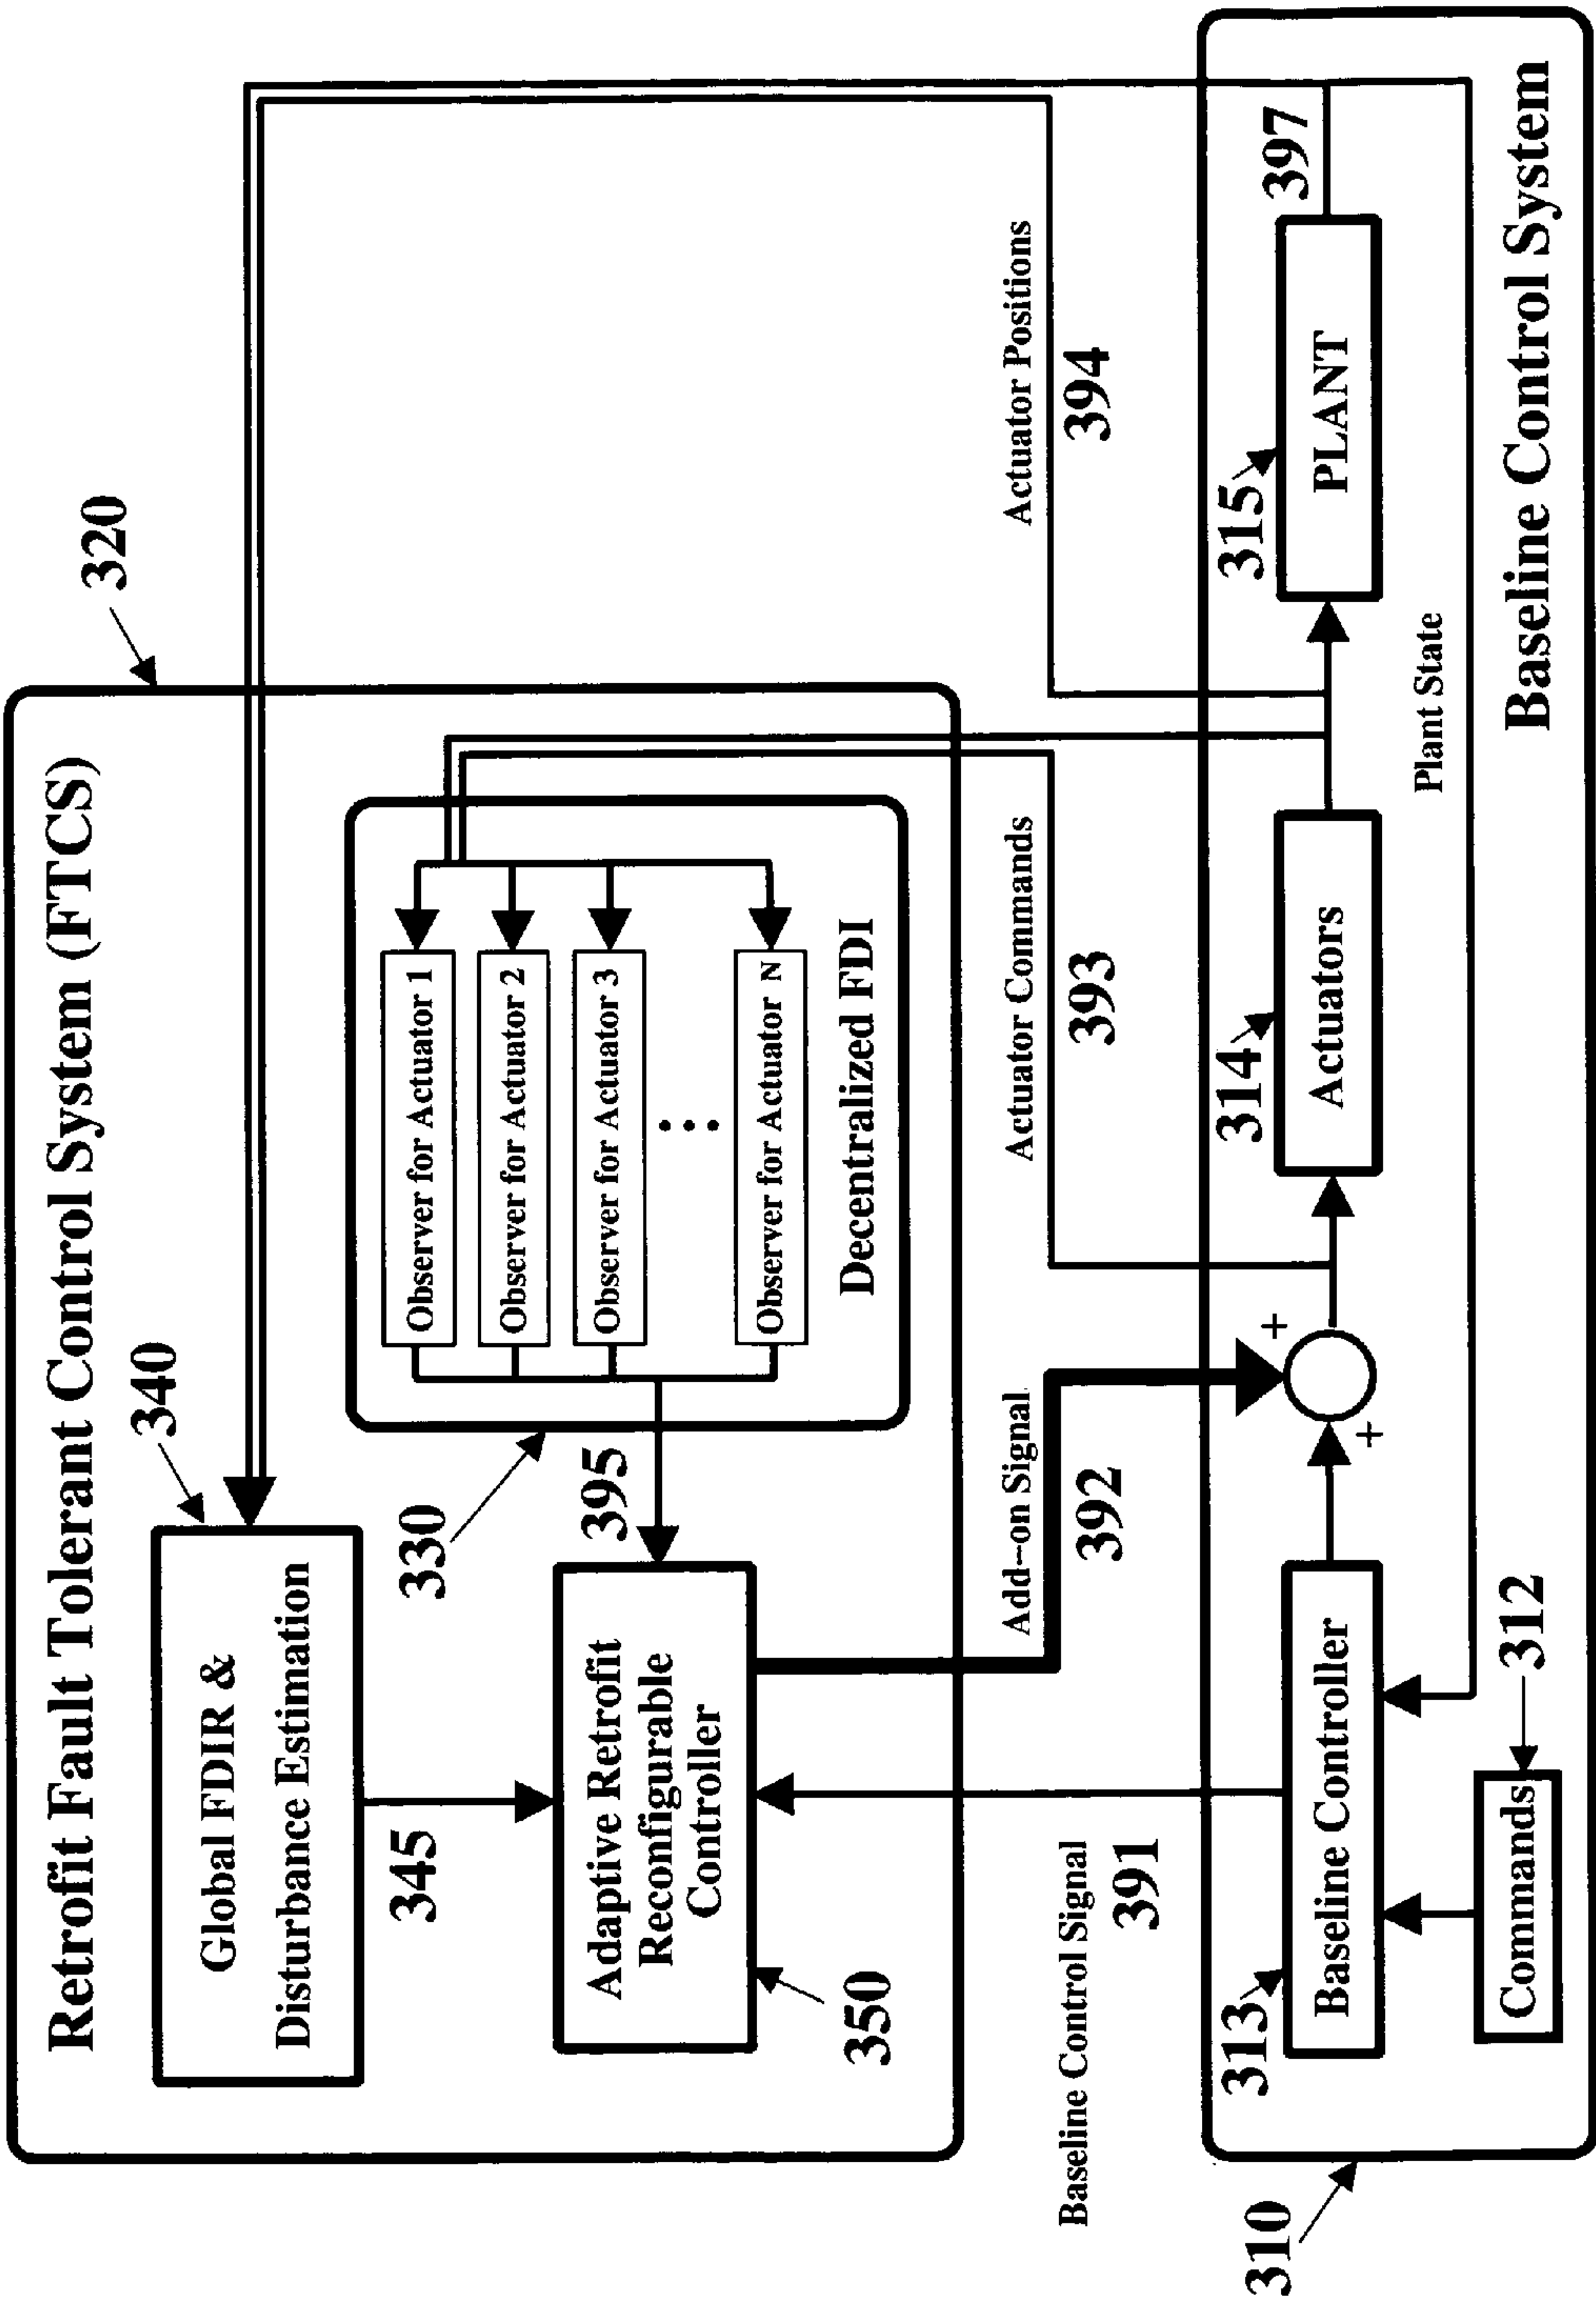 Retrofit Fault Tolerant Control System (FTCS)
320
340
Global FDIR &
Disturbance Estimation
345
Adaptive Retrofit
Reconfigurable
Controller
350
395
330
Observer for Actuator 1
Observer for Actuator 2
Observer for Actuator 3
Observer for Actuator N
Decentralized FDI
Baseline Control Signal
391
Add-on Signal
392
Actuator Commands
393
Actuator Positions
394
310
313
Baseline Controller
+
+
314
Actuators
315
PLANT
397
Commands
312
Plant State
Baseline Control System